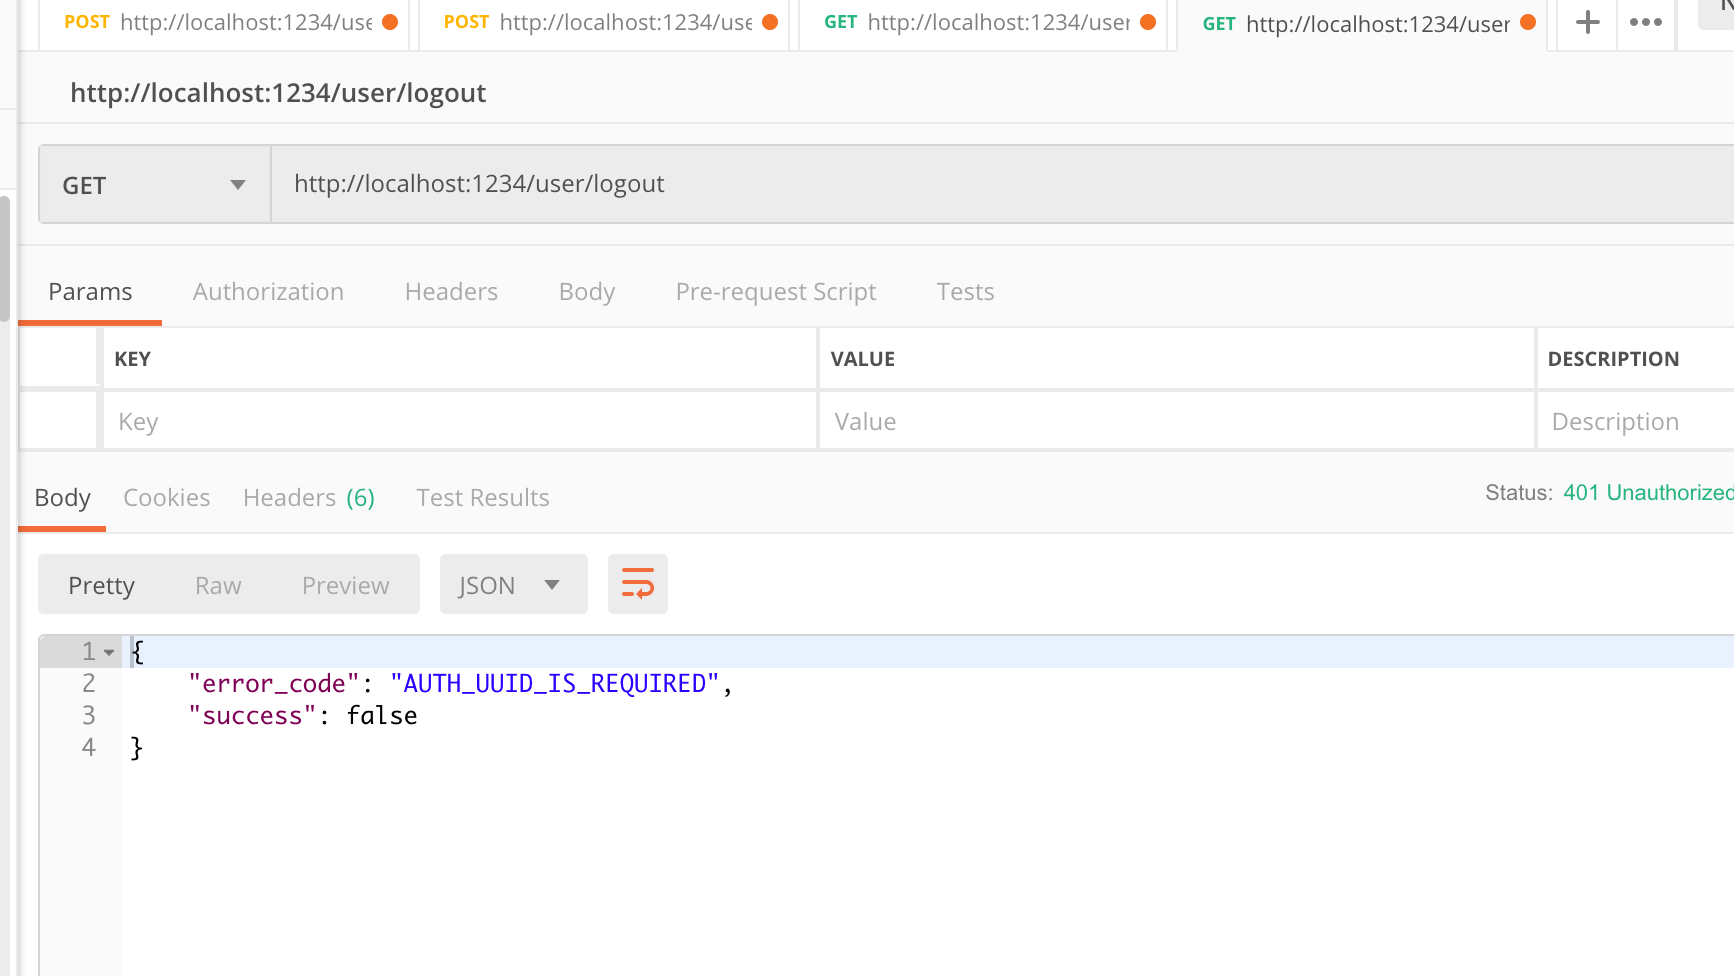 POST http://localhost:1234/use POST http://localhost:1234/use GET http://localhost:1234/user GET http://localhost:1234/user
http://localhost:1234/user/logout
GET http://localhost:1234/user/logout
Params Authorization Headers Body Pre-request Script Tests
KEY VALUE DESCRIPTION
Key Value Description
Body Cookies Headers (6) Test Results Status: 401 Unauthorized
Pretty Raw Preview JSON
1 {
2 "error_code": "AUTH_UUID_IS_REQUIRED",
3 "success": false
4 }